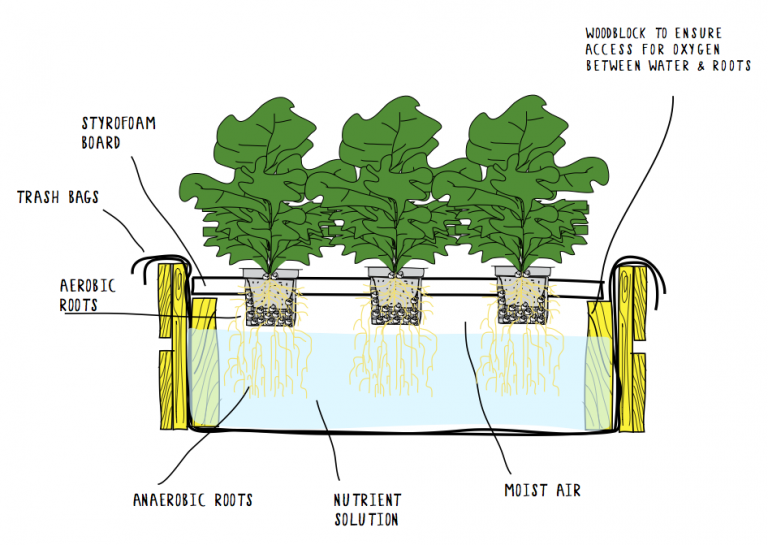 WOODBLOCK TO ENSURE
ACCESS FOR OXYGEN
BETWEEN WATER & ROOTS
STYROFOAM
BOARD
TRASH BAGS
AEROBIC
ROOTS
ANAEROBIC ROOTS
NUTRIENT
SOLUTION
MOIST AIR